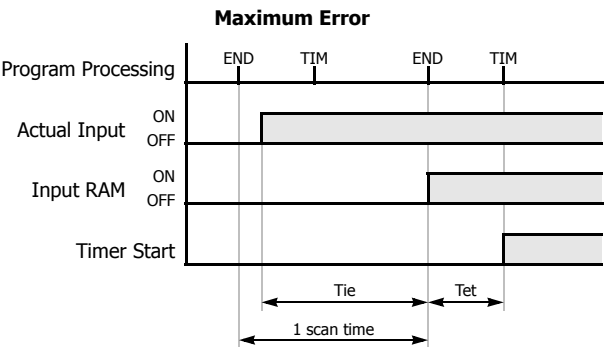 Maximum Error
END TIM END TIM
Program Processing
ON
Actual Input
OFF
ON
Input RAM
OFF
Timer Start
Tie Tet
1 scan time